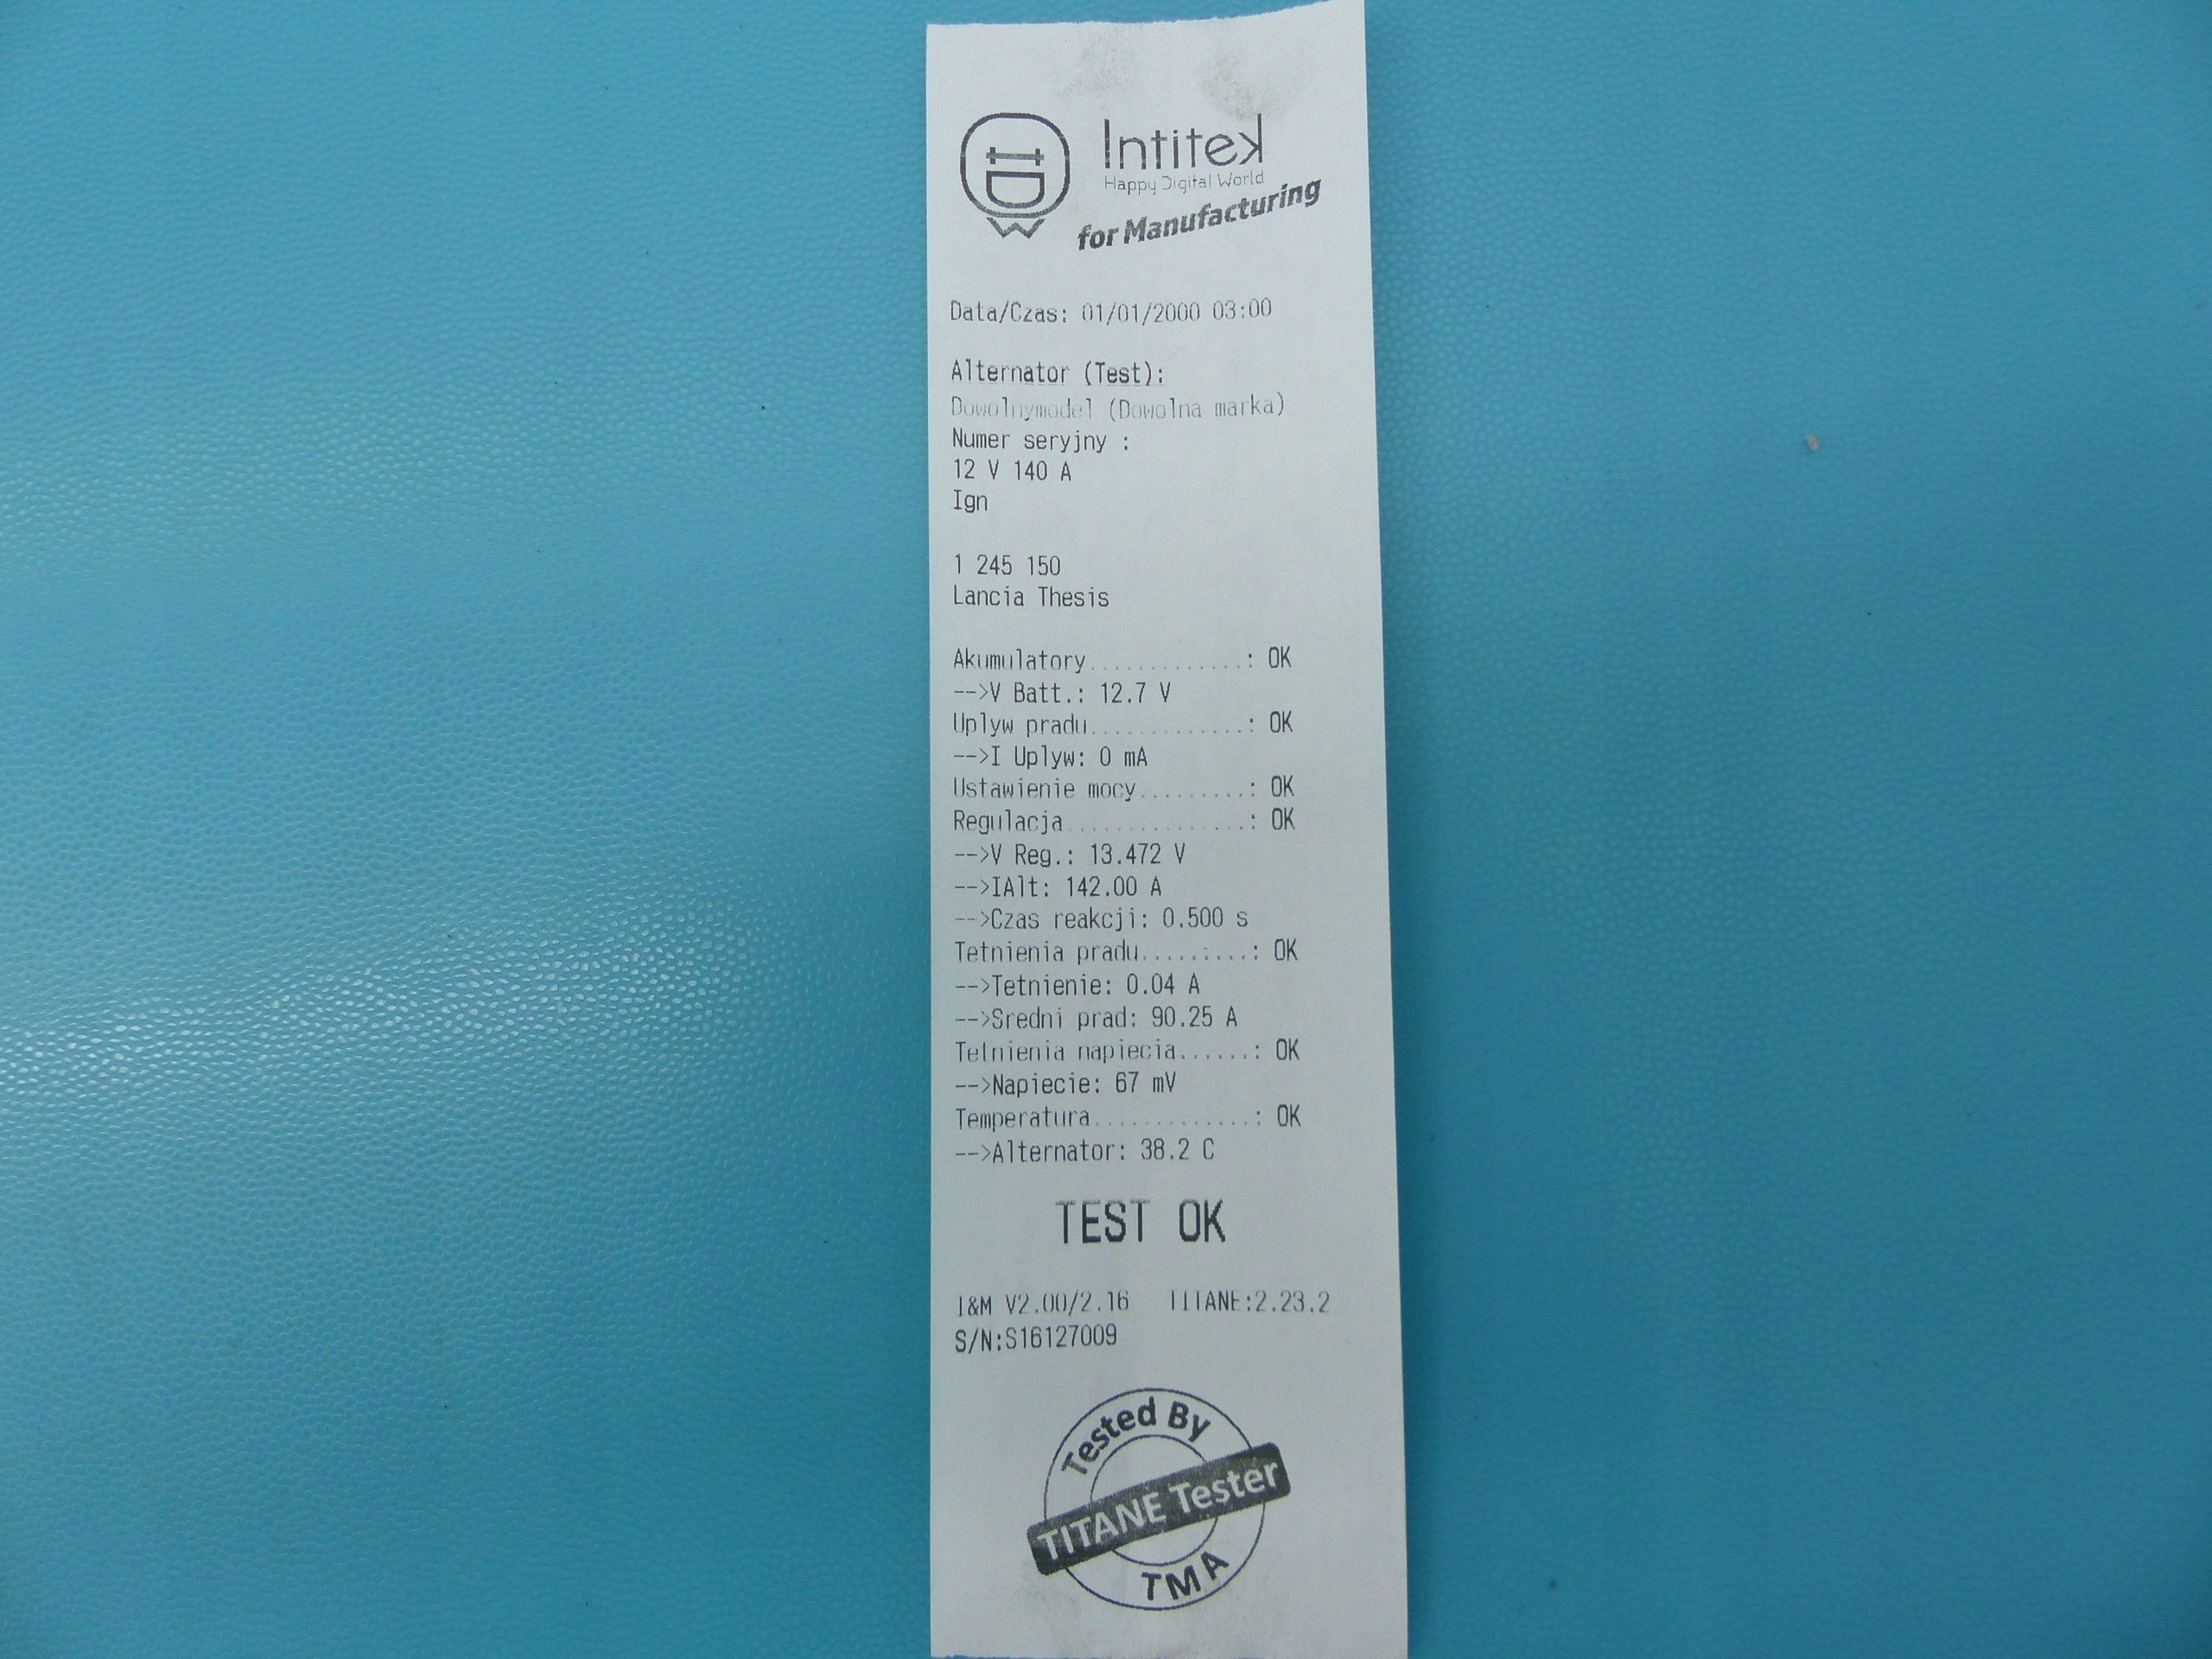 Intitek
Happy Digital World
for Manufacturing
Data/Czas: 01/01/2000 03:00
Alternator (Test):
Dowolnymodel (Dowolna marka)
Numer seryjny :
12 V 140 A
Ign
1 245 150
Lancia Thesis
Akumulatory.............: OK
-->V Batt.: 12.7 V
Uplyw pradu.............: OK
-->I Uplyw: 0 mA
Ustawienie mocy.........: OK
Regulacja...............: OK
-->V Reg.: 13.472 V
-->IAlt: 142.00 A
-->Czas reakcji: 0.500 s
Tetnienia pradu.........: OK
-->Tetnienie: 0.04 A
-->Sredni prad: 90.25 A
Tetnienia napiecia......: OK
-->Napiecie: 67 mV
Temperatura.............: OK
-->Alternator: 38.2 C
TEST OK
I&M V2.00/2.16 TITANE:2.23.2
S/N:S16127009
Tested By
TITANE Tester
TMA